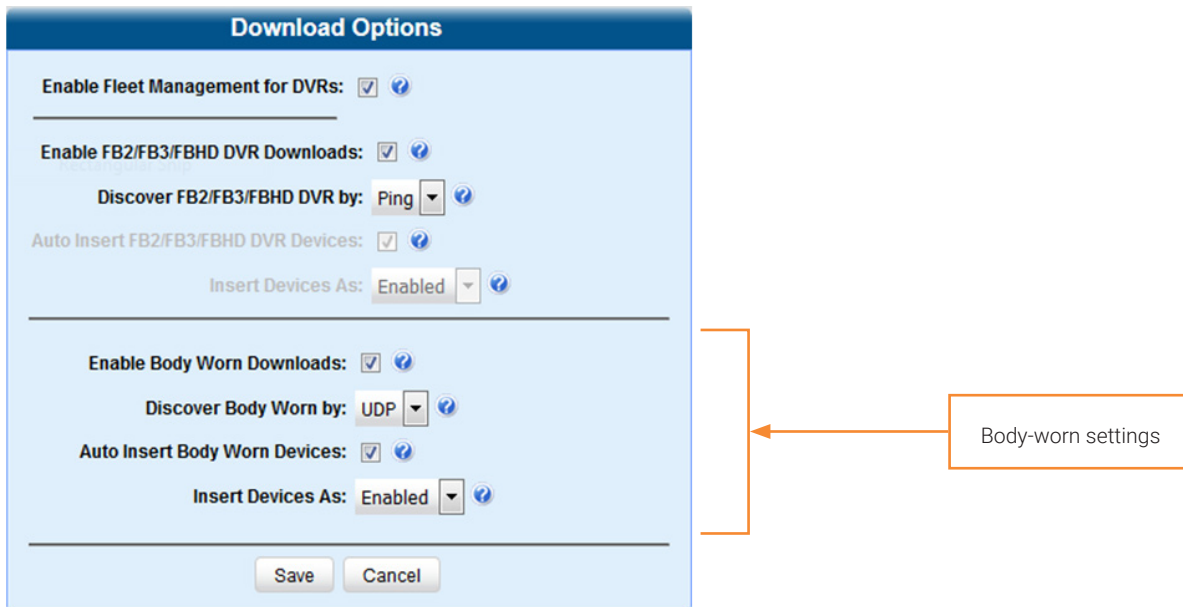 Download Options
Enable Fleet Management for DVRs:
Enable FB2/FB3/FBHD DVR Downloads:
Rectangular Snip
Discover FB2/FB3/FBHD DVR by: Ping
Auto Insert FB2/FB3/FBHD DVR Devices:
Insert Devices As: Enabled
Enable Body Worn Downloads:
Discover Body Worn by: UDP
Auto Insert Body Worn Devices:
Insert Devices As: Enabled
Body-worn settings
Save Cancel